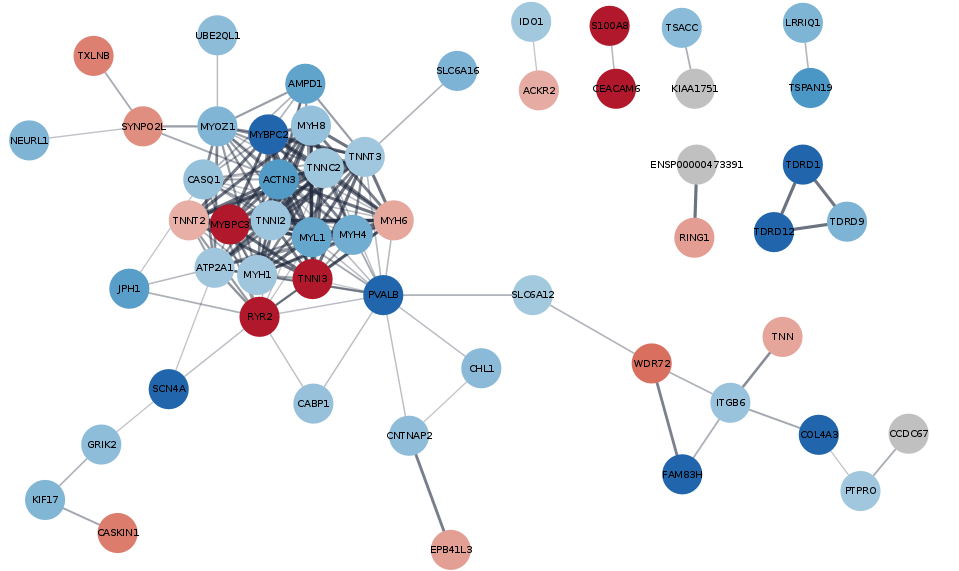 IDO1
S100A8
TSACC
LRRIQ1
UBE2QL1
TXLNB
SLC6A16
AMPD1
ACKR2
CEACAM6
KIAA1751
TSPAN19
NEURL1
SYNPO2L
MYOZ1
MYBPC2
MYH8
TNNT3
TNNC2
CASQ1
ACTN3
ENSP00000473391
TDRD1
TNNT2
MYBPC3
TNNI2
MYL1
MYH4
MYH6
RING1
TDRD12
TDRD9
ATP2A1
MYH1
TNNI3
JPH1
PVALB
SLC6A12
RYR2
TNN
WDR72
CHL1
SCN4A
CABP1
ITGB6
GRIK2
CNTNAP2
COL4A3
CCDC67
FAM83H
PTPRO
KIF17
CASKIN1
EPB41L3